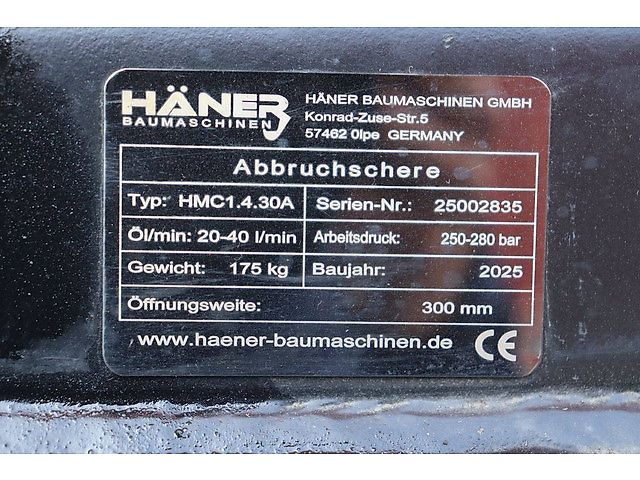 HÄNER
BAUMASCHINEN
HÄNER BAUMASCHINEN GMBH
Konrad-Zuse-Str.5
57462 Olpe GERMANY
Abbruchschere
Typ: HMC1.4.30A Serien-Nr.: 25002835
Öl/min: 20-40 l/min Arbeitsdruck: 250-280 bar
Gewicht: 175 kg Baujahr: 2025
Öffnungsweite: 300 mm
www.haener-baumaschinen.de CE